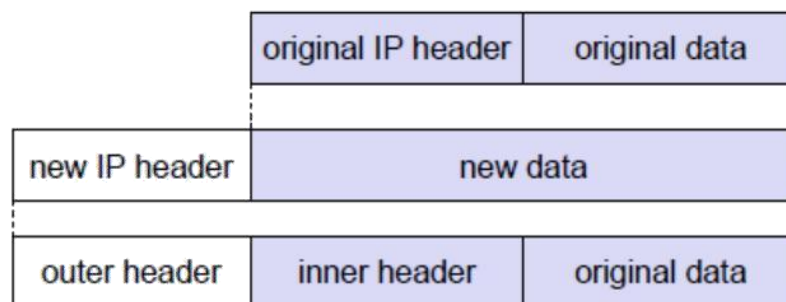 original IP header original data
new IP header new data
outer header inner header original data